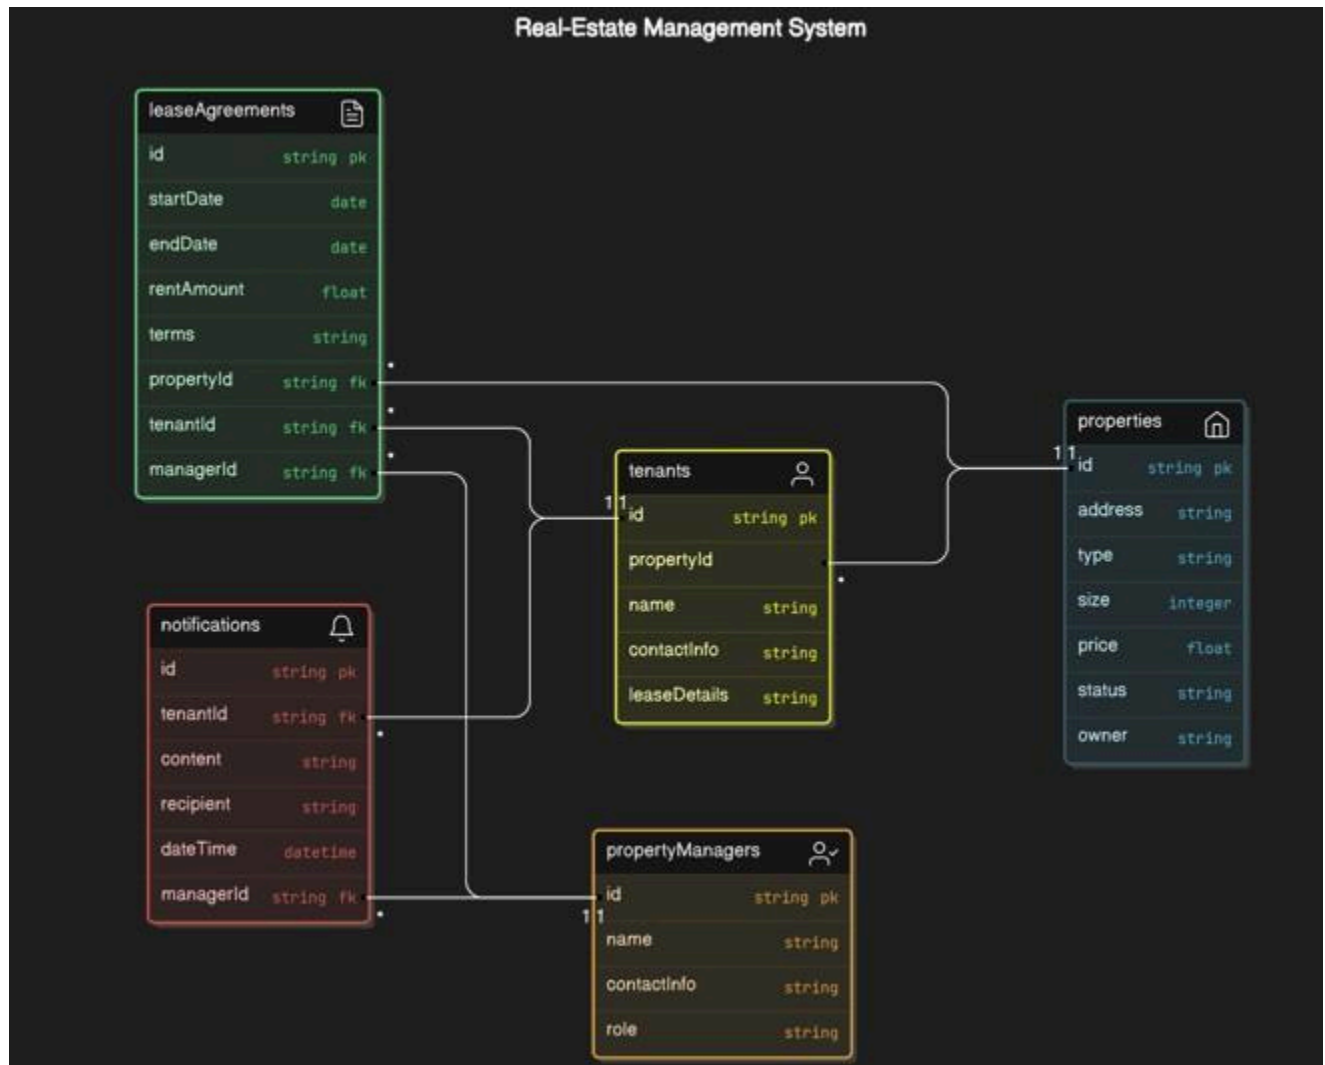 Real-Estate Management System
leaseAgreements
id string pk
startDate date
endDate date
rentAmount float
terms string
propertyId string fk
tenantId string fk
managerId string fk
*
*
*
notifications
id string pk
tenantId string fk
content string
recipient string
dateTime datetime
managerId string fk
*
*
tenants
1 1
id string pk
propertyId
name string
contactInfo string
leaseDetails string
*
propertyManagers
id string pk
1 1
name string
contactInfo string
role string
properties
1 1
id string pk
address string
type string
size integer
price float
status string
owner string